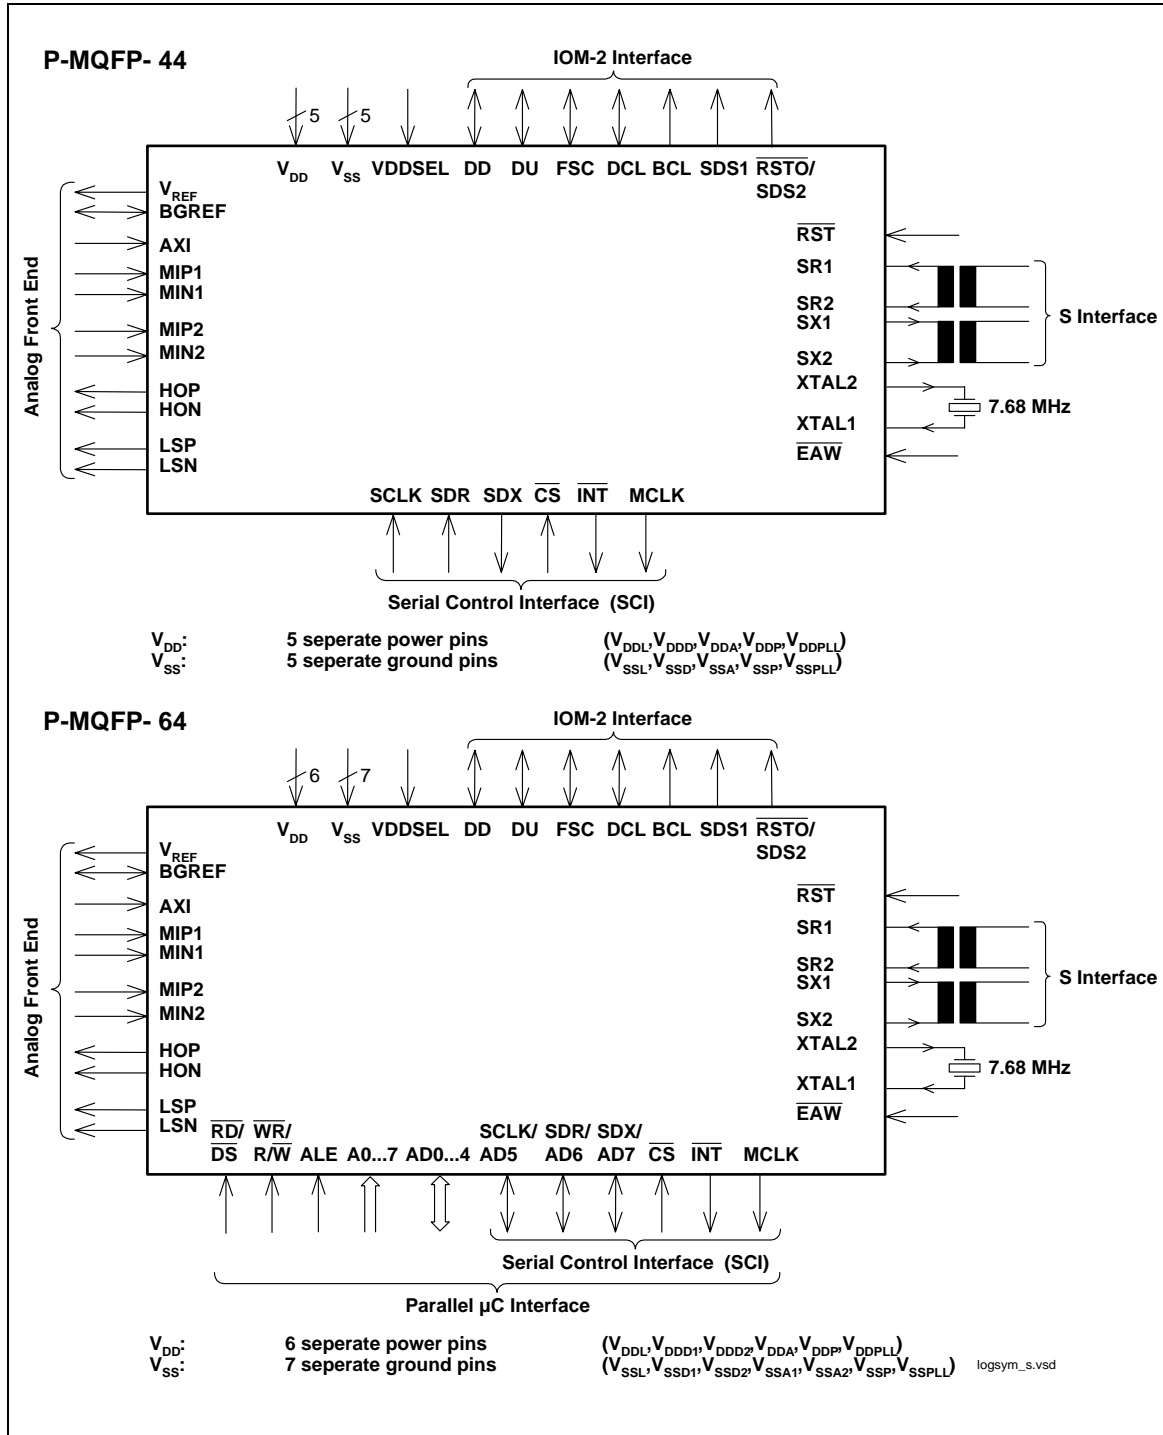 P-MQFP- 44
IOM-2 Interface
5 5
V_DD V_SS VDDSEL DD DU FSC DCL BCL SDS1 RSTO/
SDS2
Analog Front End
V_REF
BGREF
AXI
MIP1
MIN1
MIP2
MIN2
HOP
HON
LSP
LSN
RST
SR1
SR2
SX1
SX2
S Interface
XTAL2
7.68 MHz
XTAL1
EAW
SCLK SDR SDX CS INT MCLK
Serial Control Interface (SCI)
V_DD: 5 seperate power pins (V_DDL,V_DDD,V_DDA,V_DDP,V_DDPLL)
V_SS: 5 seperate ground pins (V_SSL,V_SSD,V_SSA,V_SSP,V_SSPLL)
P-MQFP- 64
IOM-2 Interface
6 7
V_DD V_SS VDDSEL DD DU FSC DCL BCL SDS1 RSTO/
SDS2
Analog Front End
V_REF
BGREF
AXI
MIP1
MIN1
MIP2
MIN2
HOP
HON
LSP
LSN
RST
SR1
SR2
SX1
SX2
S Interface
XTAL2
7.68 MHz
XTAL1
EAW
RD/ WR/ SCLK/ SDR/ SDX/
DS R/W ALE A0...7 AD0...4 AD5 AD6 AD7 CS INT MCLK
Serial Control Interface (SCI)
Parallel µC Interface
V_DD: 6 seperate power pins (V_DDL,V_DDD1,V_DDD2,V_DDA,V_DDP,V_DDPLL)
V_SS: 7 seperate ground pins (V_SSL,V_SSD1,V_SSD2,V_SSA1,V_SSA2,V_SSP,V_SSPLL)
logsym_s.vsd